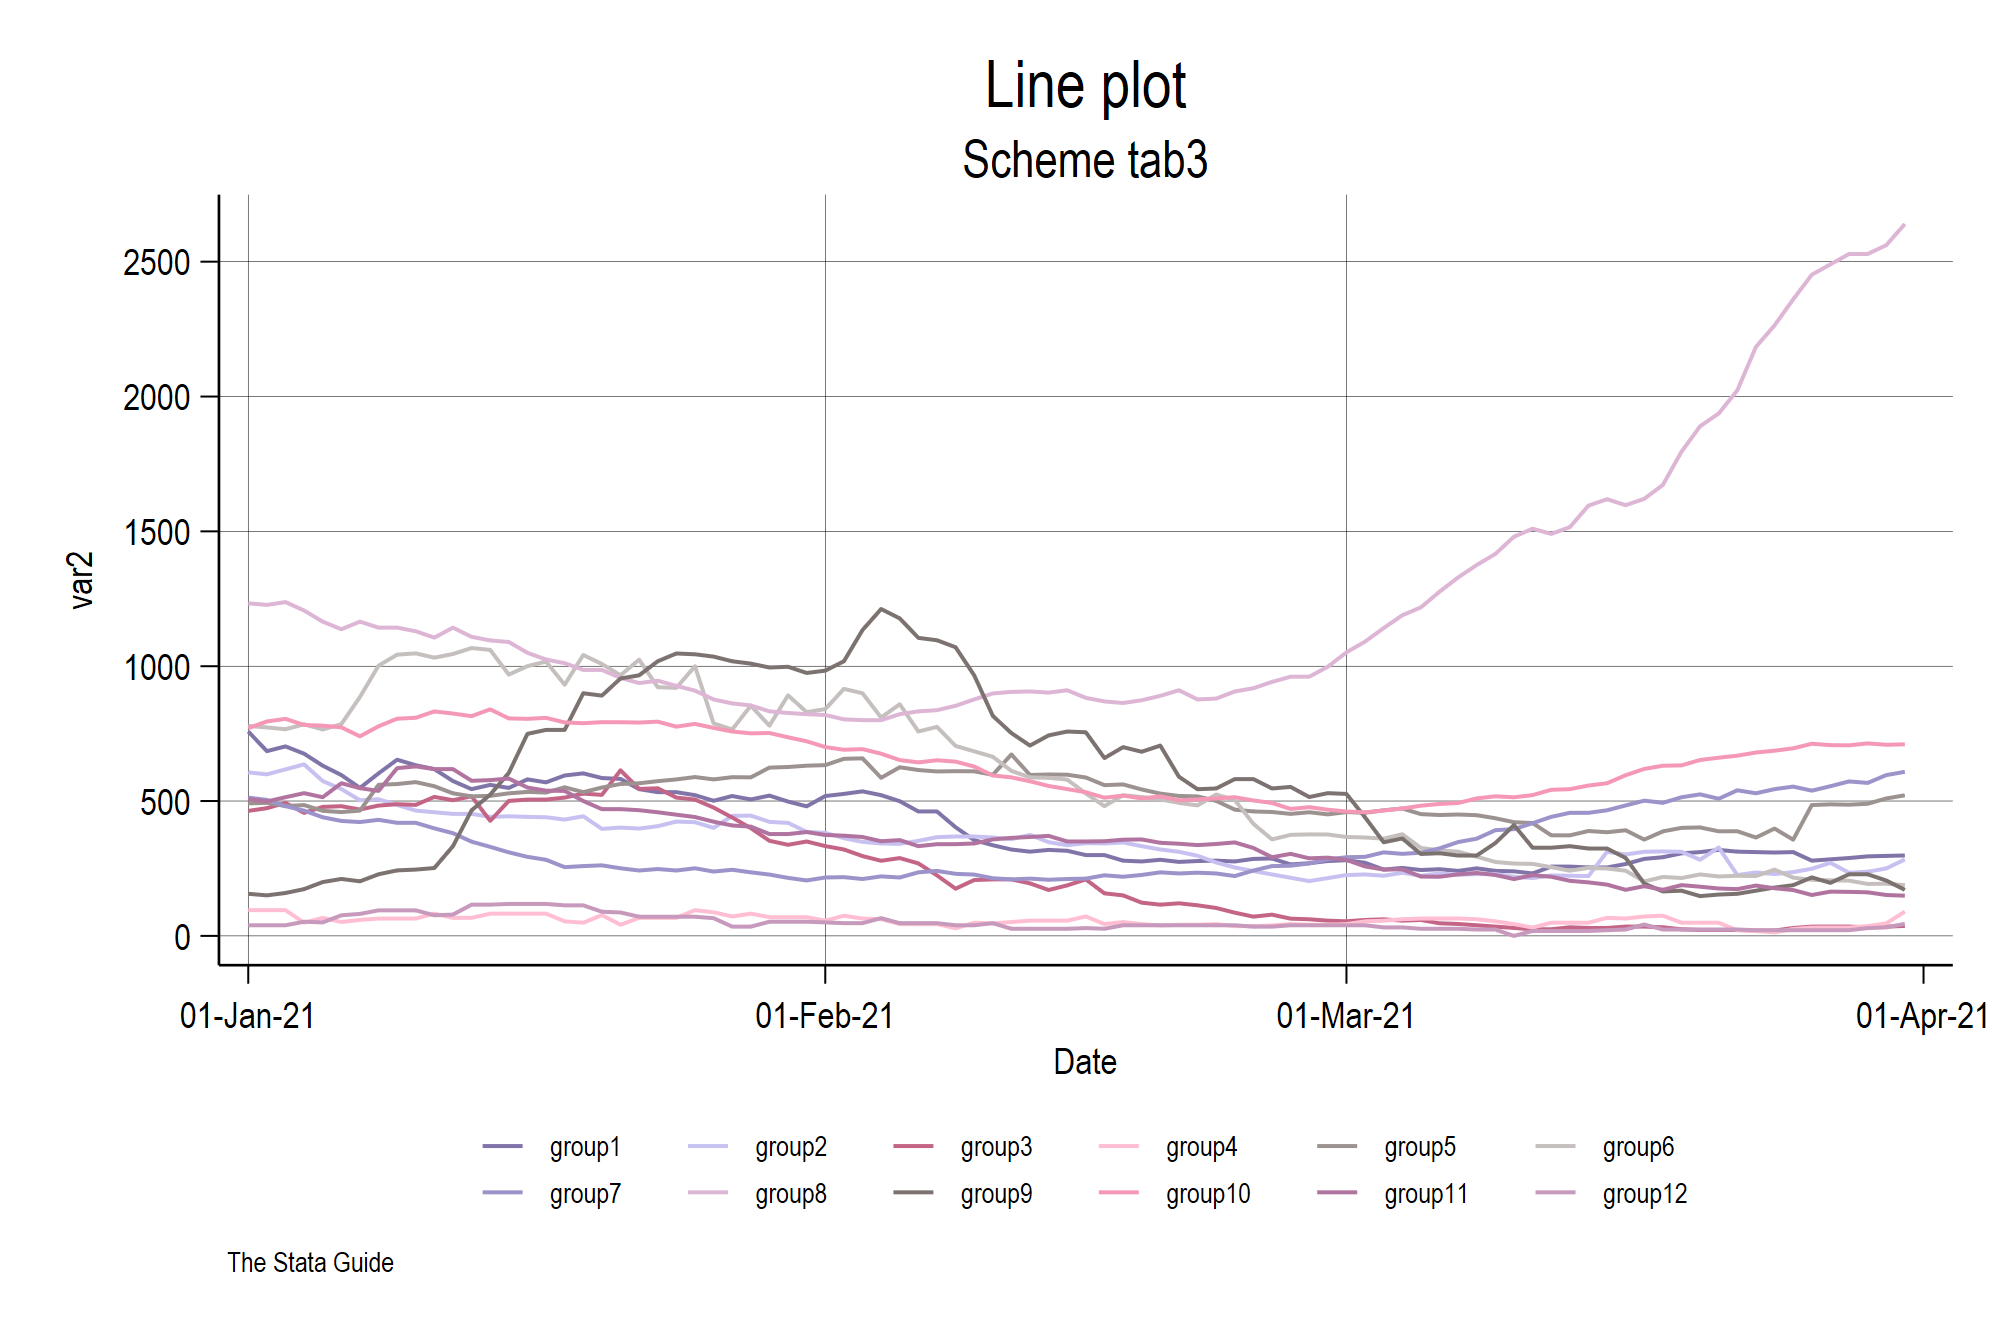 Line plot
Scheme tab3
2500
2000
1500
1000
500
0
var2
01-Jan-21 01-Feb-21 01-Mar-21 01-Apr-21
Date
group1 group2 group3 group4 group5 group6
group7 group8 group9 group10 group11 group12
The Stata Guide